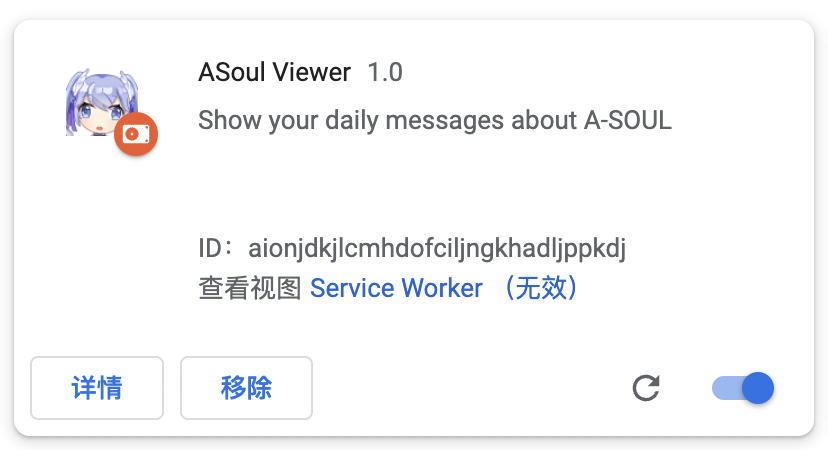 ASoul Viewer 1.0
Show your daily messages about A-SOUL
ID：aionjdkjlcmhdofciljngkhadljppkdj
查看视图 Service Worker （无效）
详情 移除